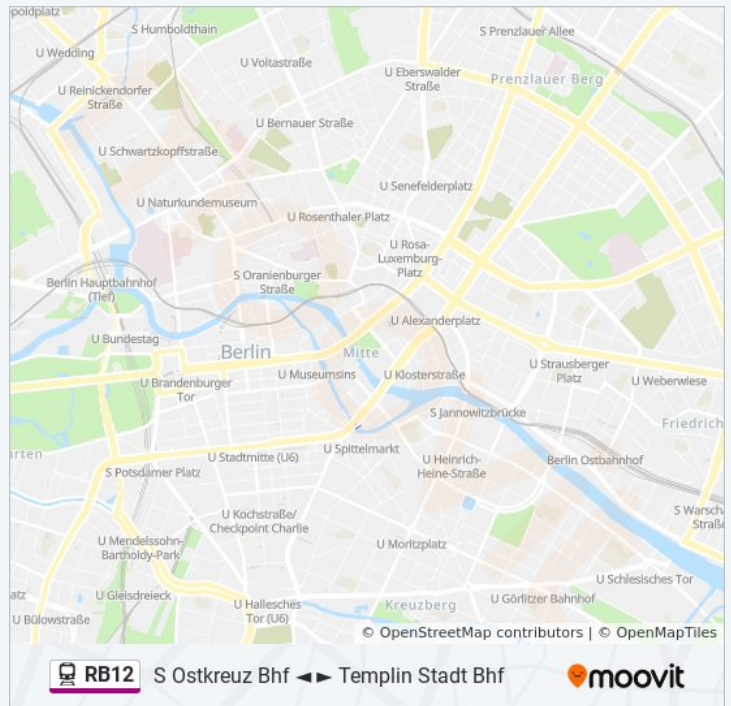 poldplatz
S Humboldthain
S Prenzlauer Allee
U Wedding
U Voltastraße
U Eberswalder
Straße
Prenzlauer Berg
U Reinickendorfer
Straße
U Bernauer Straße
U Schwartzkopffstraße
U Senefelderplatz
U Naturkundemuseum
U Rosenthaler Platz
U Rosa-
Luxemburg-
Platz
S Oranienburger
Straße
Berlin Hauptbahnhof
(Tief)
U Alexanderplatz
U Bundestag
Berlin
Mitte
U Strausberger
Platz
U Museumsins
U Klosterstraße
U Weberwiese
U Brandenburger
Tor
S Jannowitzbrücke
Friedrich
arten
U Spittelmarkt
U Stadtmitte (U6)
U Heinrich-
Heine-Straße
Berlin Ostbahnhof
S Potsdamer Platz
S Warsch
Straße
U Kochstraße/
Checkpoint Charlie
U Mendelssohn-
Bartholdy-Park
U Moritzplatz
U Schlesisches Tor
atz
U Gleisdreieck
U Hallesches
Tor (U6)
Kreuzberg
U Görlitzer Bahnhof
U Bülowstraße
© OpenStreetMap contributors | © OpenMapTiles
RB12 S Ostkreuz Bhf ◄ ► Templin Stadt Bhf
moovit